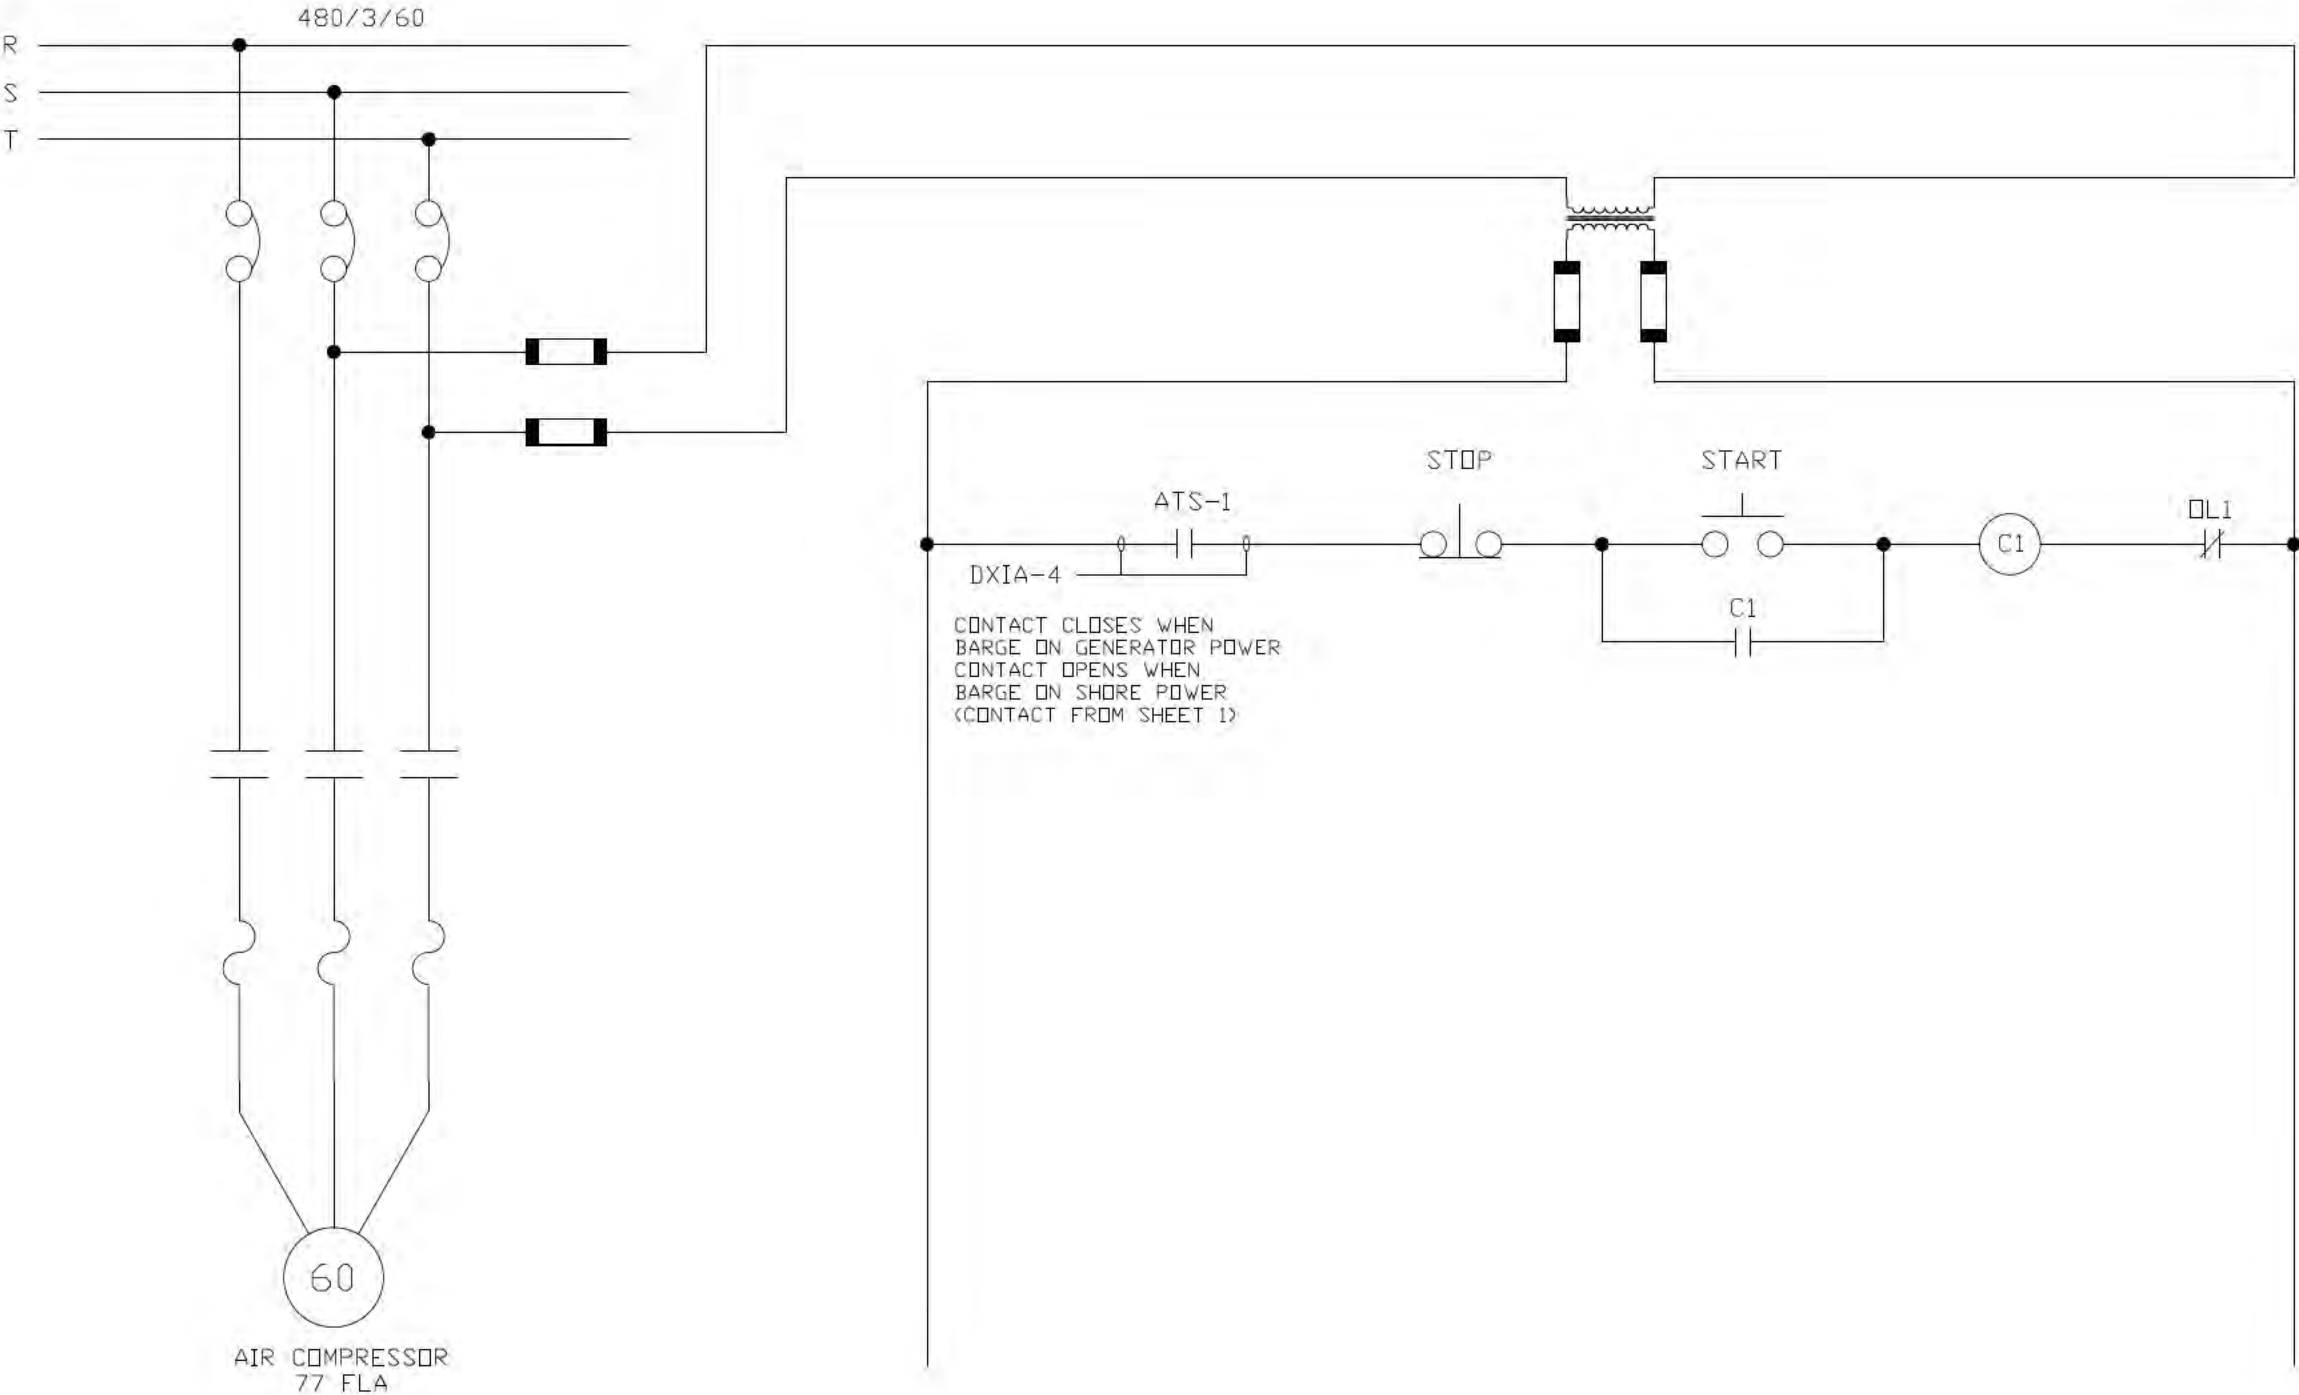 480/3/60
R
S
T
STOP
START
ATS-1
OL1
C1
DXIA-4
C1
CONTACT CLOSES WHEN
BARGE ON GENERATOR POWER
CONTACT OPENS WHEN
BARGE ON SHORE POWER
(CONTACT FROM SHEET 1)
60
AIR COMPRESSOR
77 FLA